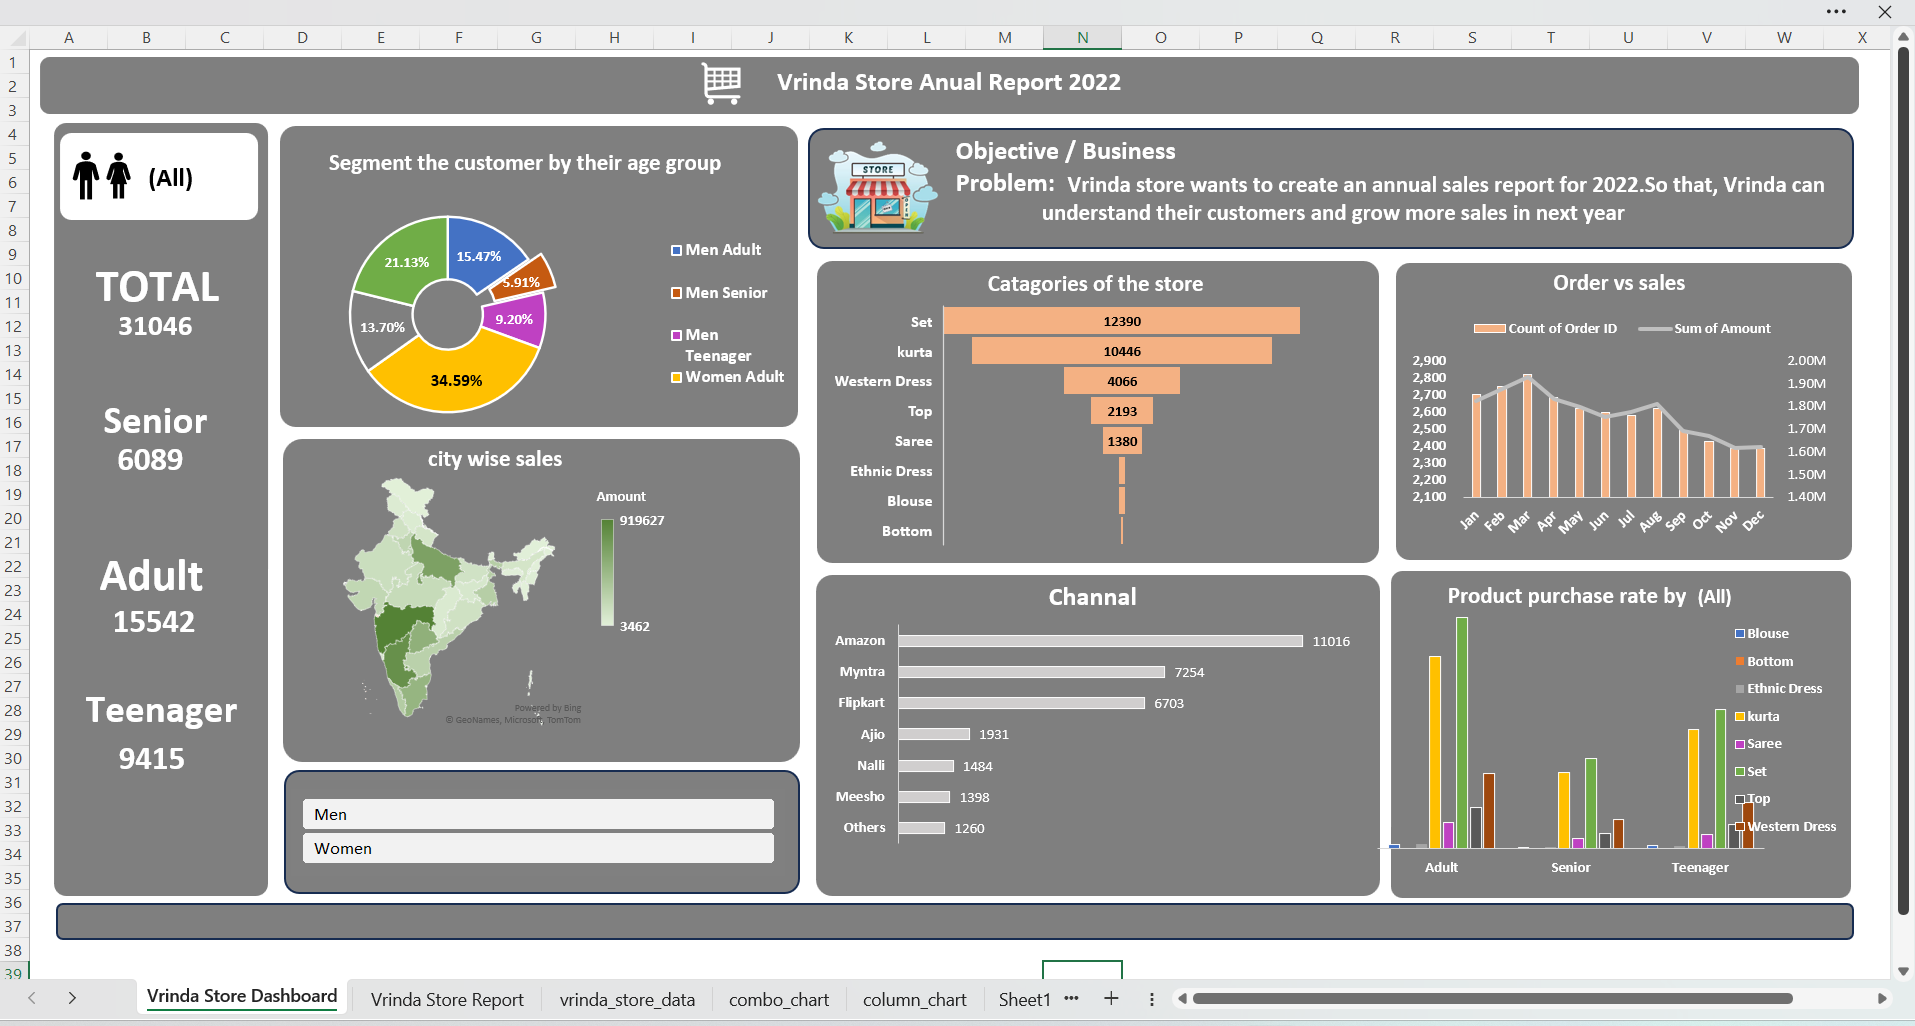 A B C D E F G H I J K L M N O P Q R S T U V W X
1
2
3
4
5
6
7
8
9
10
11
12
13
14
15
16
17
18
19
20
21
22
23
24
25
26
27
28
29
30
31
32
33
34
35
36
37
38
39
Vrinda Store Anual Report 2022
(All)
TOTAL
31046
Senior
6089
Adult
15542
Teenager
9415
Segment the customer by their age group
15.47%
5.91%
9.20%
34.59%
13.70%
21.13%
Men Adult
Men Senior
Men
Teenager
Women Adult
STORE
OPEN
Objective / Business
Problem: Vrinda store wants to create an annual sales report for 2022.So that, Vrinda can
understand their customers and grow more sales in next year
city wise sales
Amount
919627
3462
Powered by Bing
© GeoNames, Microsoft, TomTom
Men
Women
Catagories of the store
Set 12390
kurta 10446
Western Dress 4066
Top 2193
Saree 1380
Ethnic Dress
Blouse
Bottom
Order vs sales
Count of Order ID Sum of Amount
2,900 2.00M
2,800 1.90M
2,700 1.80M
2,600 1.70M
2,500 1.60M
2,400 1.50M
2,300 1.40M
2,200
2,100
Jan Feb Mar Apr May Jun Jul Aug Sep Oct Nov Dec
Channal
Amazon 11016
Myntra 7254
Flipkart 6703
Ajio 1931
Nalli 1484
Meesho 1398
Others 1260
Product purchase rate by (All)
Blouse
Bottom
Ethnic Dress
kurta
Saree
Set
Top
Western Dress
Adult Senior Teenager
Vrinda Store Dashboard Vrinda Store Report vrinda_store_data combo_chart column_chart Sheet1